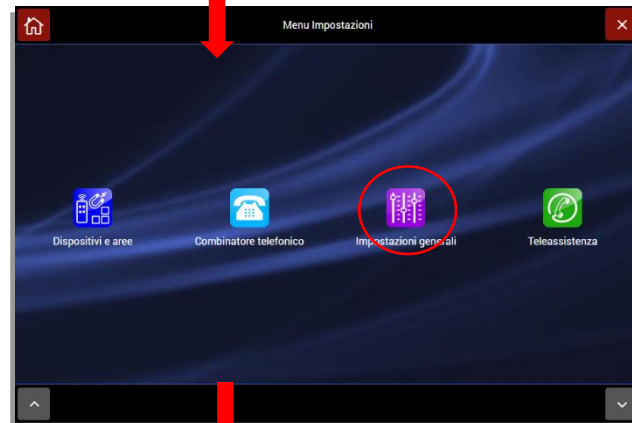 Menu Impostazioni
Dispositivi e aree
Combinatore telefonico
Impostazioni generali
Teleassistenza